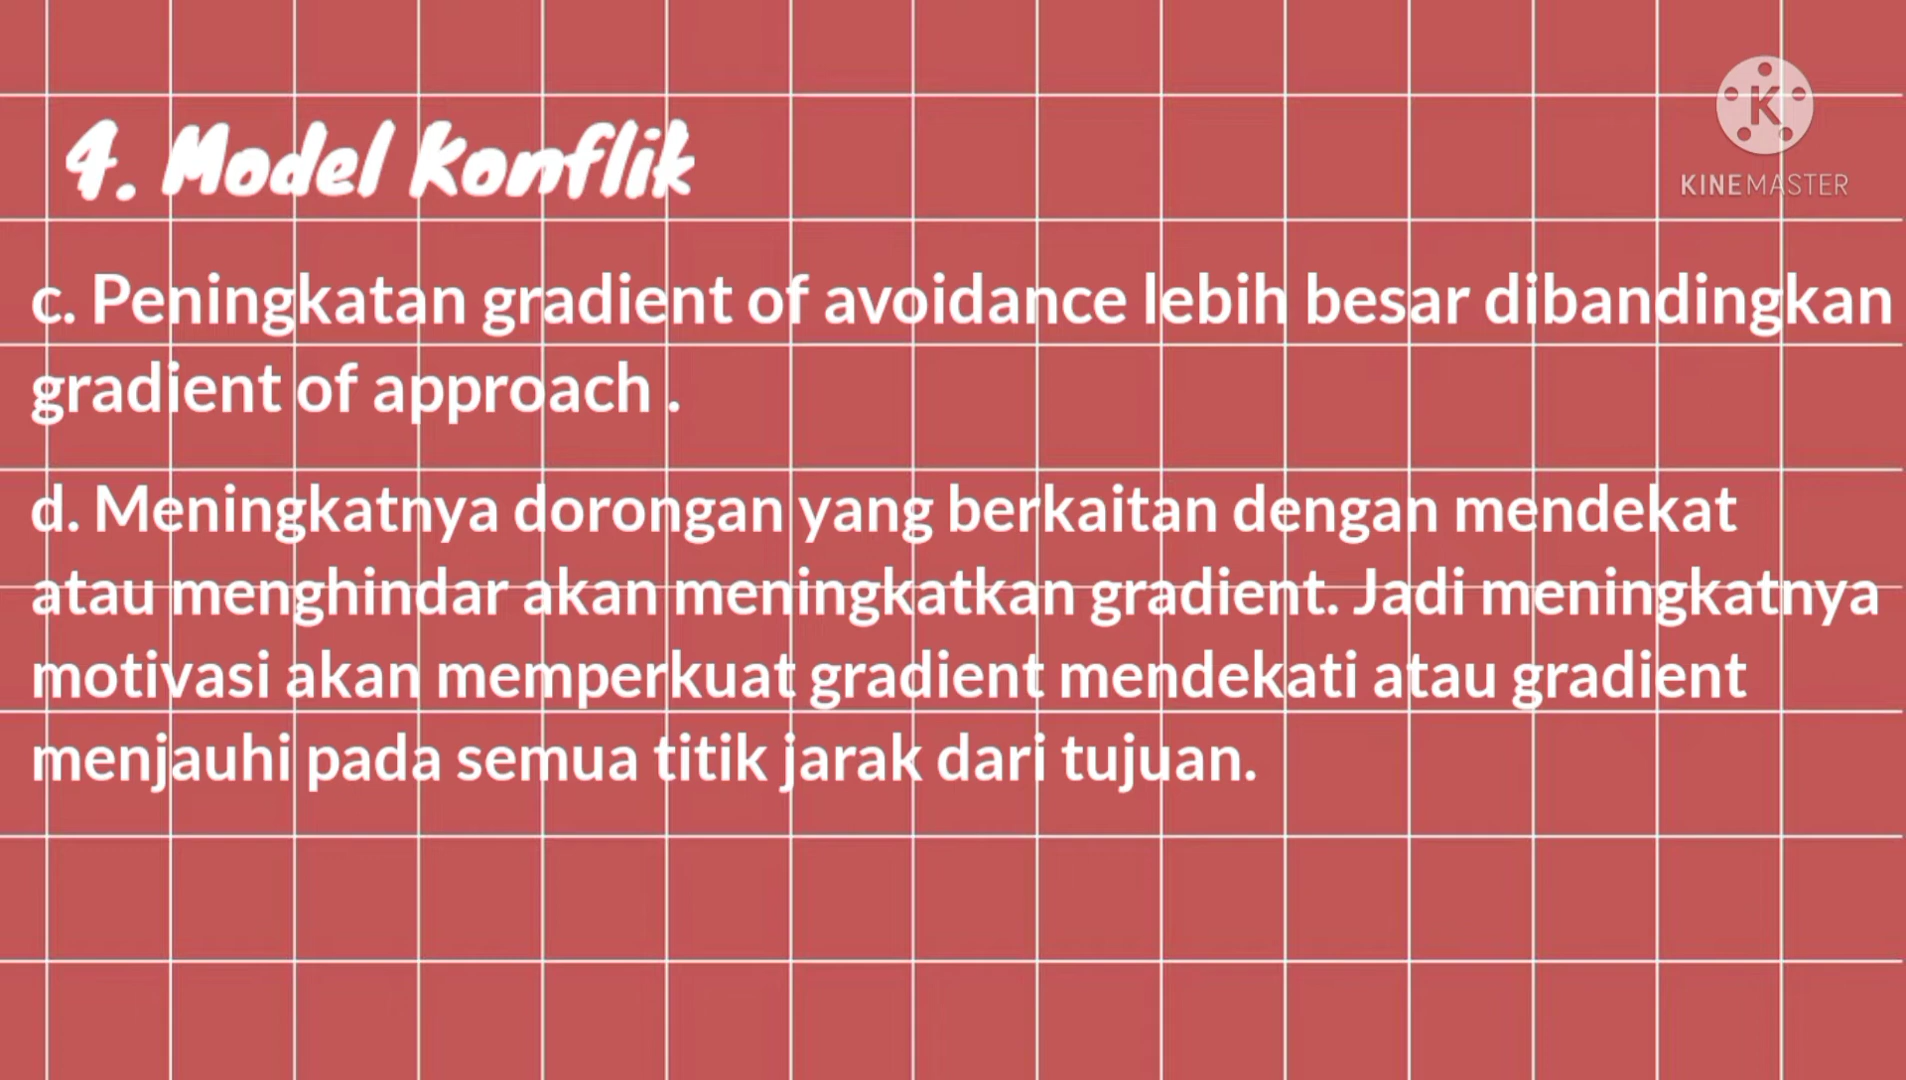 4. Model Konflik
K
KINEMASTER
c. Peningkatan gradient of avoidance lebih besar dibandingkan
gradient of approach .
d. Meningkatnya dorongan yang berkaitan dengan mendekat
atau menghindar akan meningkatkan gradient. Jadi meningkatnya
motivasi akan memperkuat gradient mendekati atau gradient
menjauhi pada semua titik jarak dari tujuan.